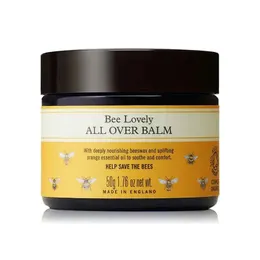 Bee Lovely
ALL OVER BALM
With deeply nourishing beeswax and uplifting
orange essential oil to soothe and comfort.
HELP SAVE THE BEES
50g 1.76 oz net wt.
MADE IN ENGLAND